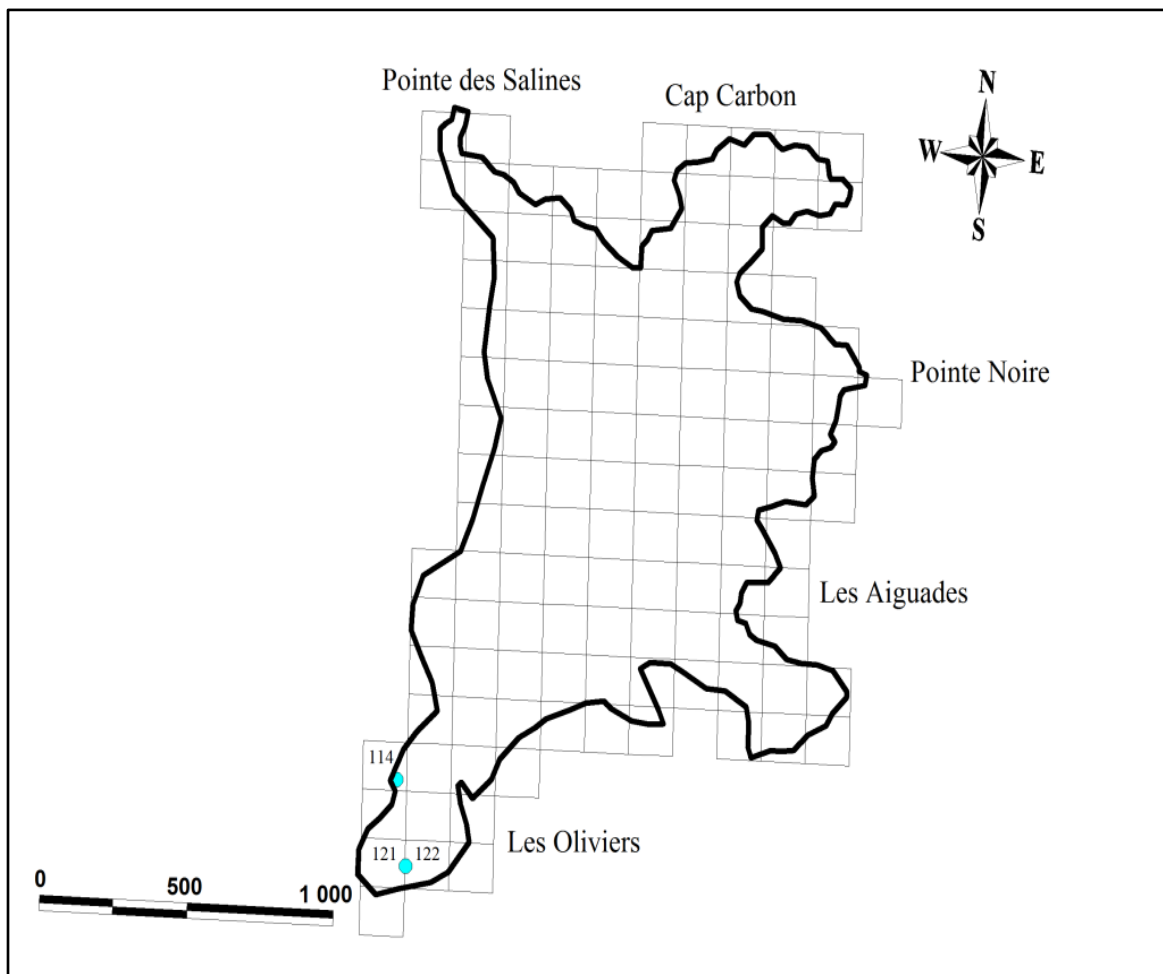 Pointe des Salines
Cap Carbon
N
W
E
S
Pointe Noire
Les Aiguades
114
121
122
Les Oliviers
0
500
1 000